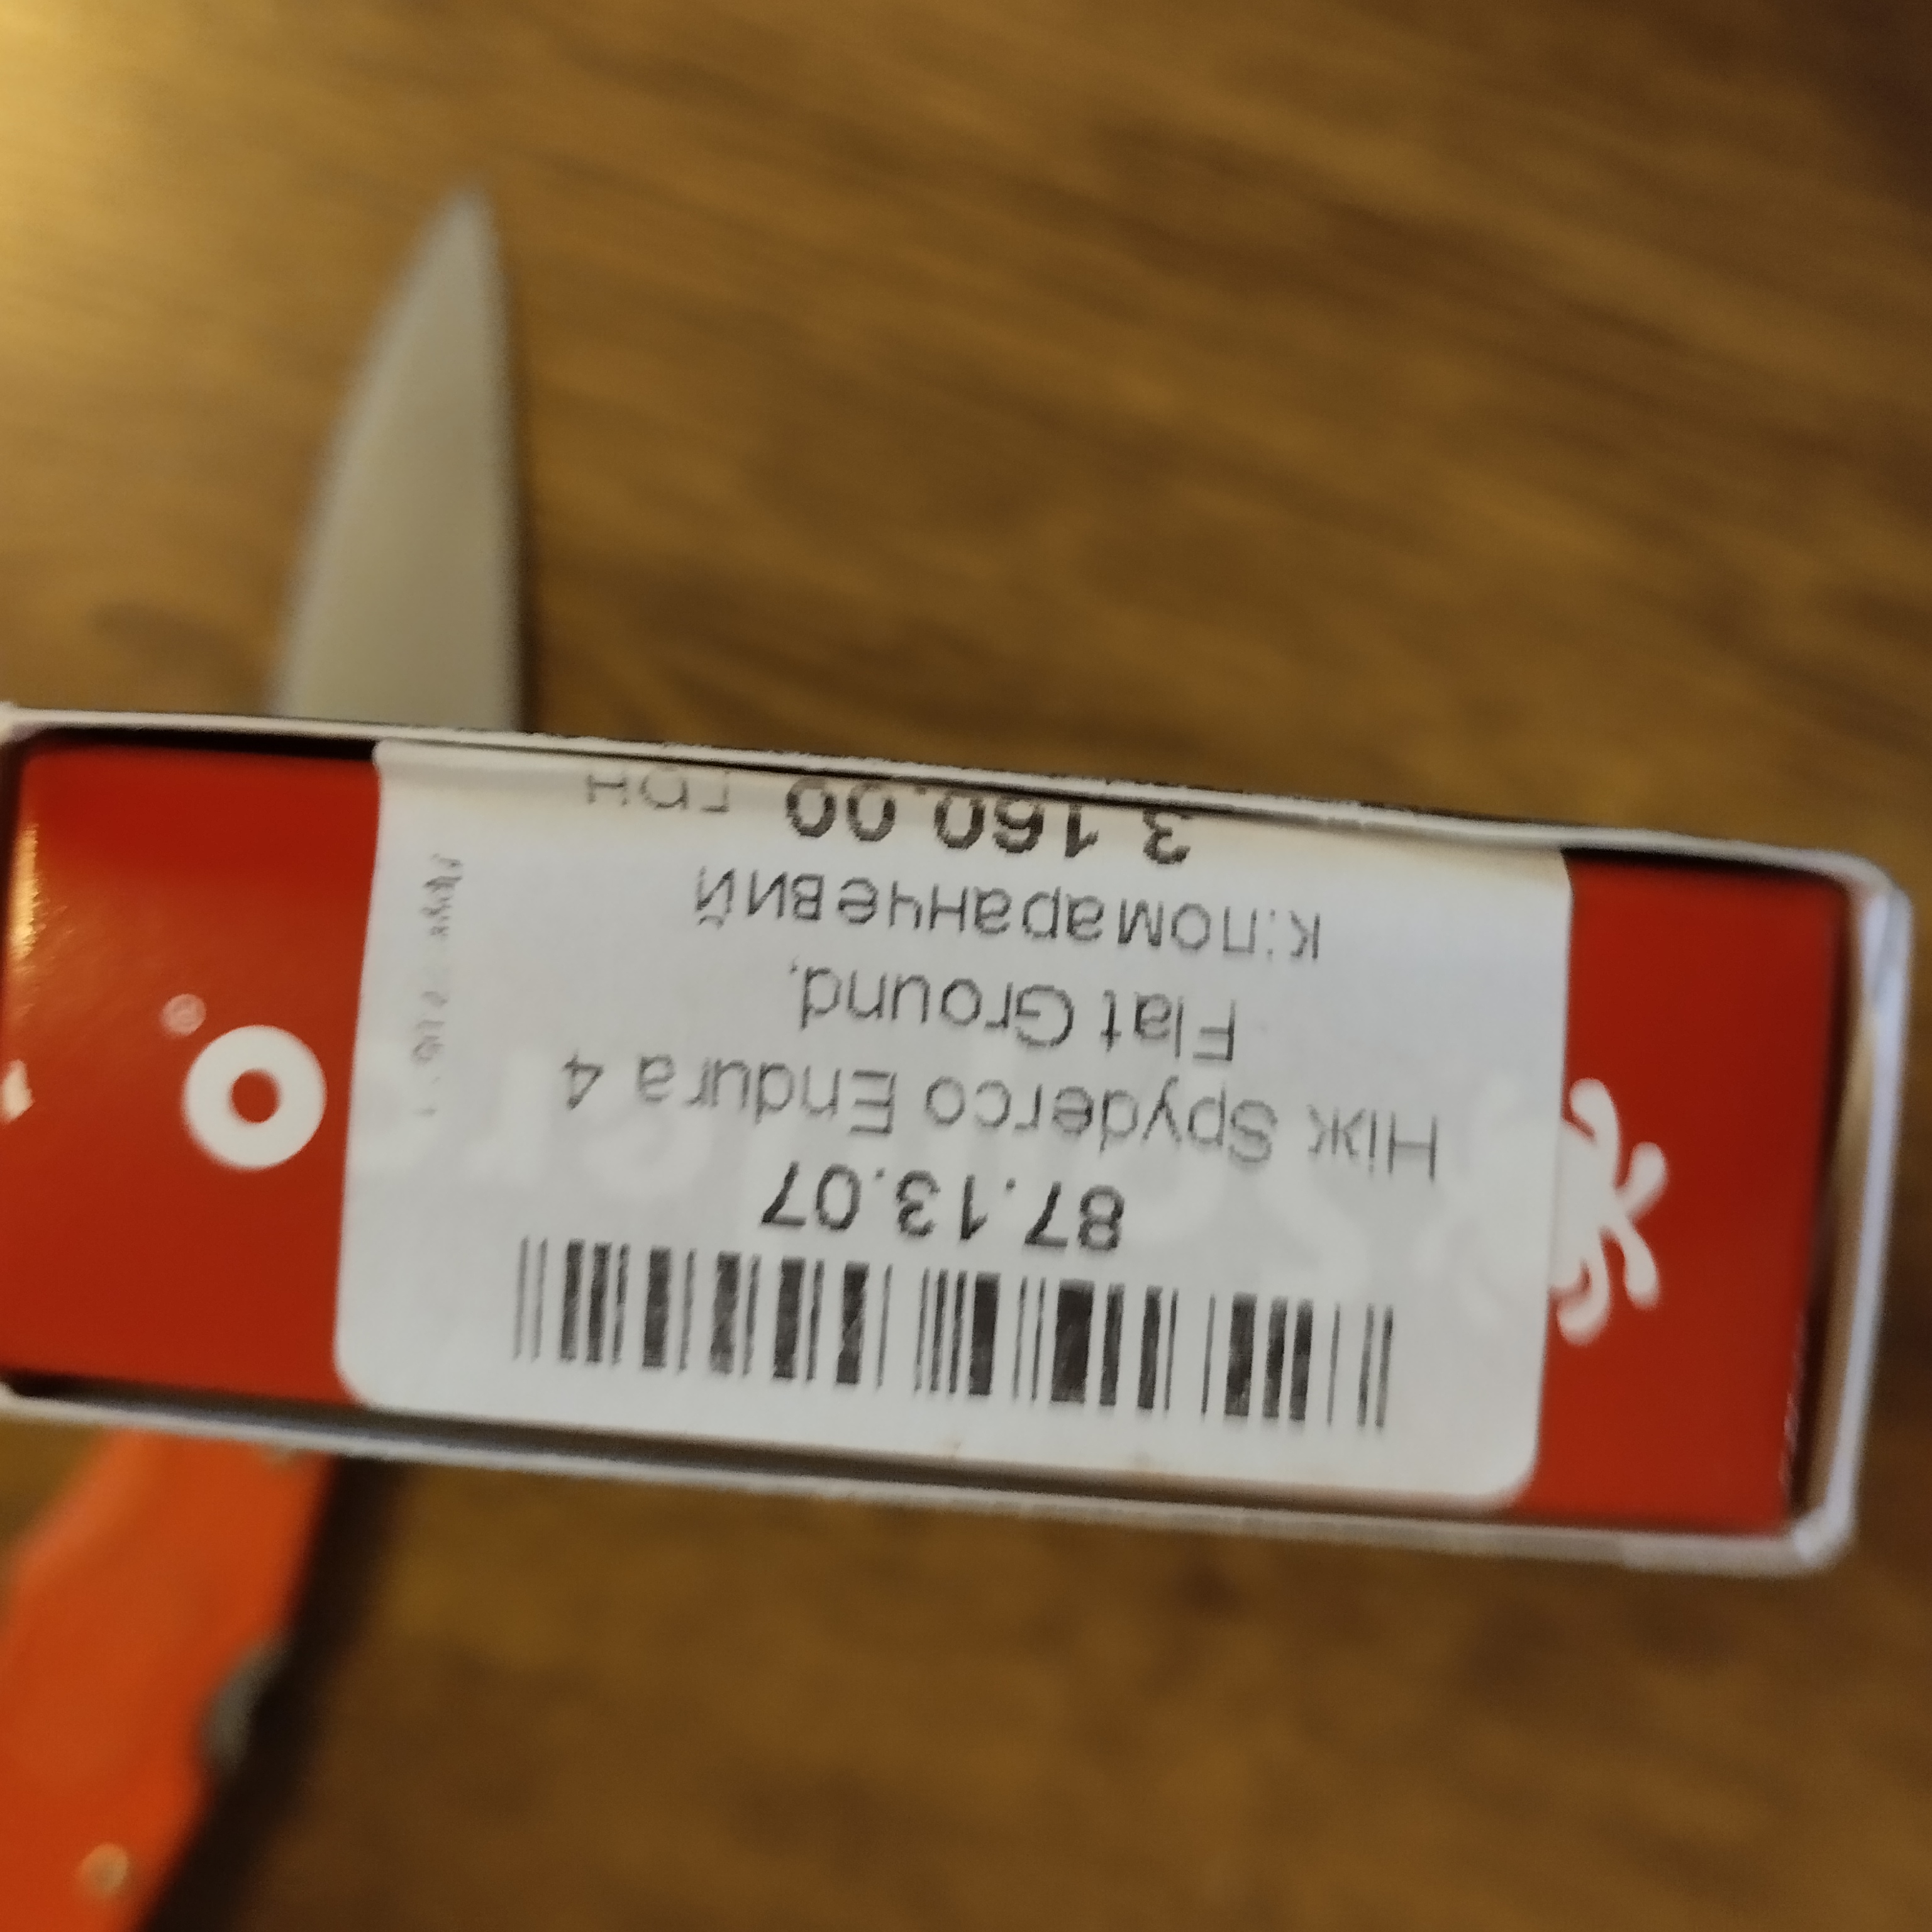 87.13.07
Ніж Spyderco Endura 4
Flat Ground,
к:помаранчевий
3 160.00 грн
®